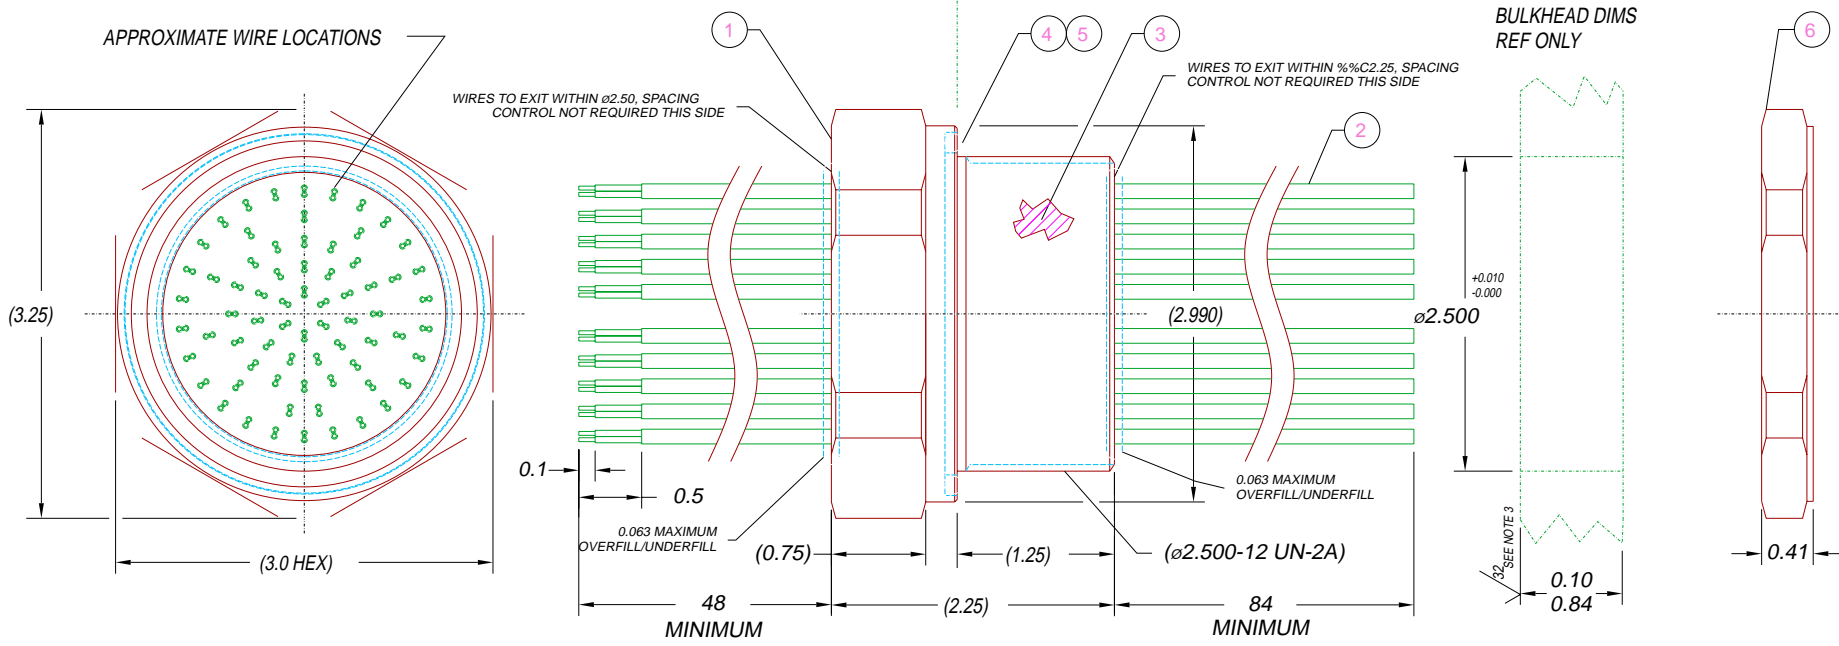 APPROXIMATE WIRE LOCATIONS
1
4
5
3
BULKHEAD DIMS
REF ONLY
6
WIRES TO EXIT WITHIN ø2.50, SPACING
CONTROL NOT REQUIRED THIS SIDE
WIRES TO EXIT WITHIN %%C2.25, SPACING
CONTROL NOT REQUIRED THIS SIDE
2
(3.25)
(2.990)
+0.010
-0.000
ø2.500
0.1
0.5
0.063 MAXIMUM
OVERFILL/UNDERFILL
0.063 MAXIMUM
OVERFILL/UNDERFILL
(0.75)
(1.25)
(ø2.500-12 UN-2A)
32
SEE NOTE 3
0.41
(3.0 HEX)
48
MINIMUM
(2.25)
84
MINIMUM
0.10
0.84